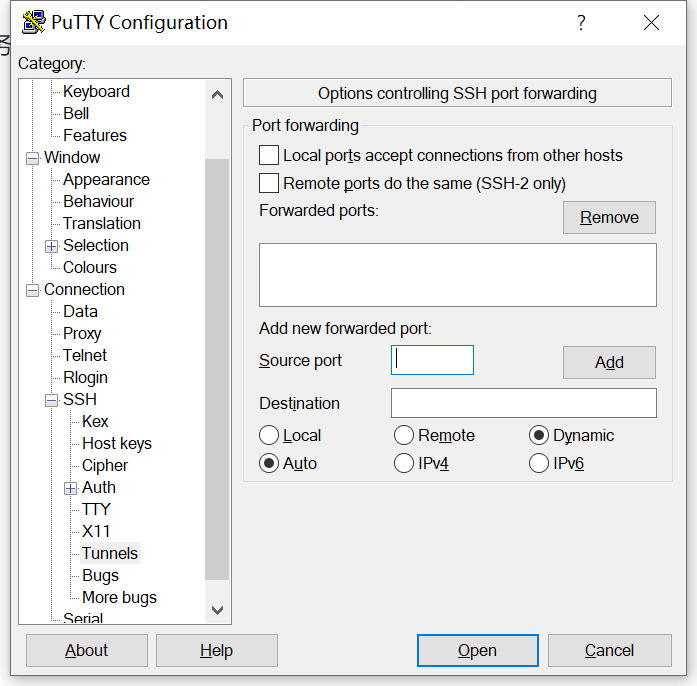 PuTTY Configuration
?
Category:
Keyboard
Bell
Features
Window
Appearance
Behaviour
Translation
Selection
Colours
Connection
Data
Proxy
Telnet
Rlogin
SSH
Kex
Host keys
Cipher
Auth
TTY
X11
Tunnels
Bugs
More bugs
Serial
Options controlling SSH port forwarding
Port forwarding
Local ports accept connections from other hosts
Remote ports do the same (SSH-2 only)
Forwarded ports:
Remove
Add new forwarded port:
Source port
Add
Destination
Local Remote Dynamic
Auto IPv4 IPv6
About Help Open Cancel